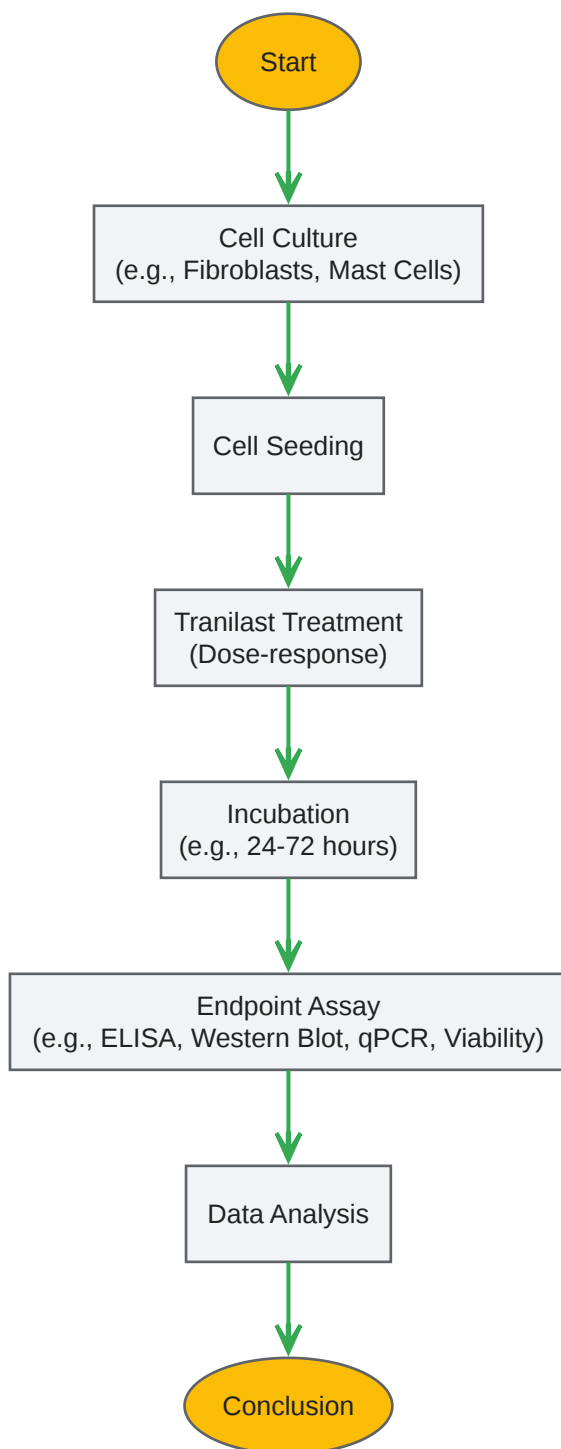 Start
Cell Culture
(e.g., Fibroblasts, Mast Cells)
Cell Seeding
Tranilast Treatment
(Dose-response)
Incubation
(e.g., 24-72 hours)
Endpoint Assay
(e.g., ELISA, Western Blot, qPCR, Viability)
Data Analysis
Conclusion